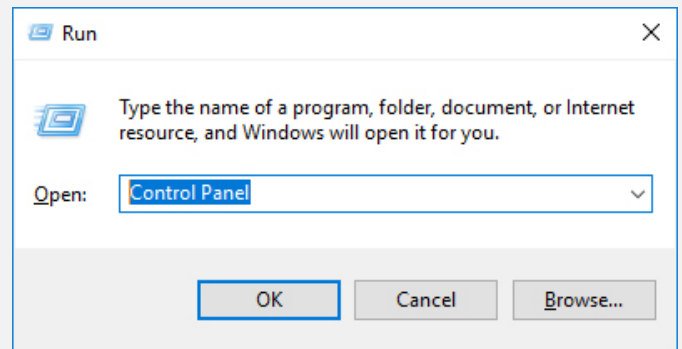 Run
Type the name of a program, folder, document, or Internet
resource, and Windows will open it for you.
Open: Control Panel
OK Cancel Browse...